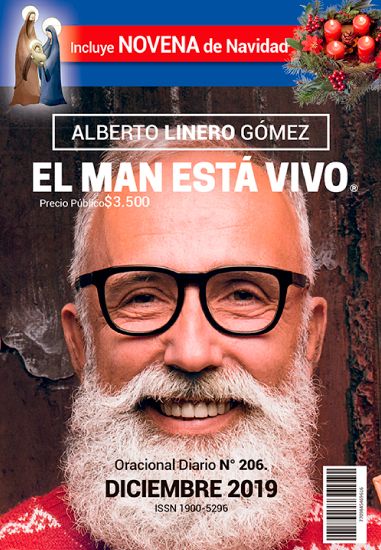 Incluye NOVENA de Navidad
ALBERTO LINERO GÓMEZ
EL MAN ESTÁ VIVO®
Precio Público $3.500
Oracional Diario N° 206.
DICIEMBRE 2019
ISSN 1900-5296